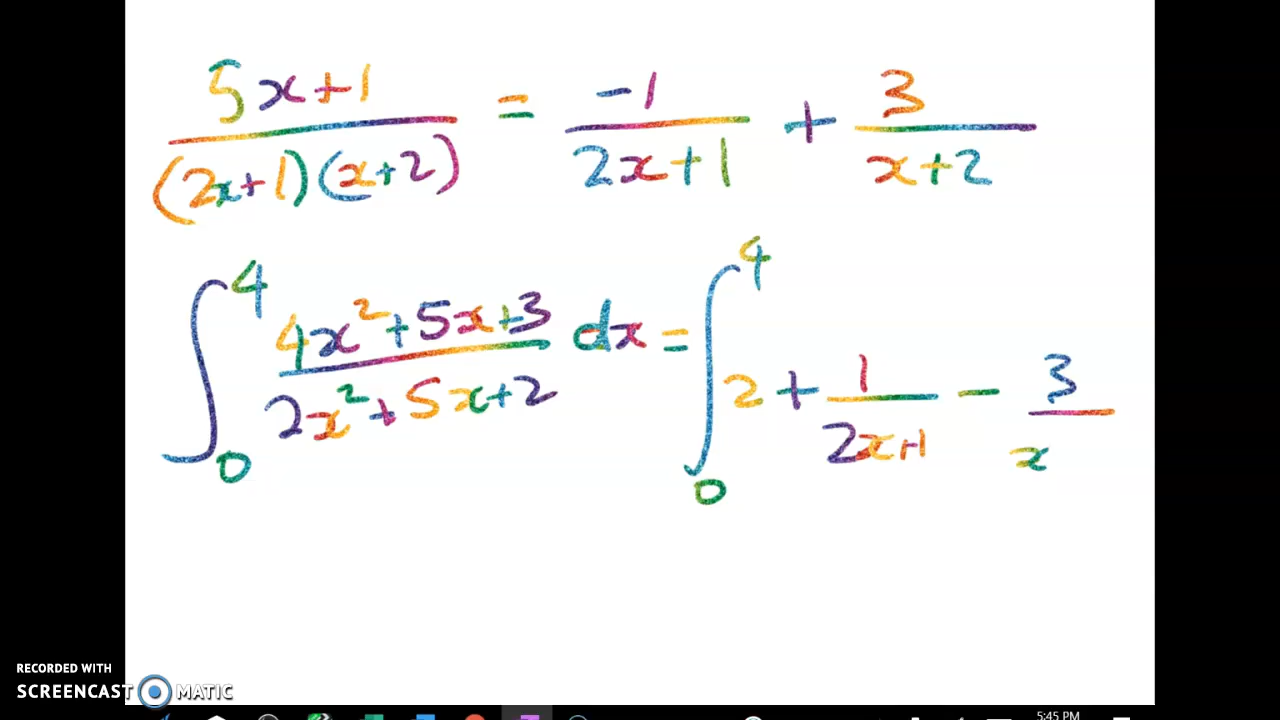 5x+1 / (2x+1)(x+2) = -1 / 2x+1 + 3 / x+2
∫₀⁴ 4x²+5x+3 / 2x²+5x+2 dx = ∫₀⁴ 2 + 1 / 2x+1 - 3 / x
RECORDED WITH
SCREENCAST MATIC
5:45 PM